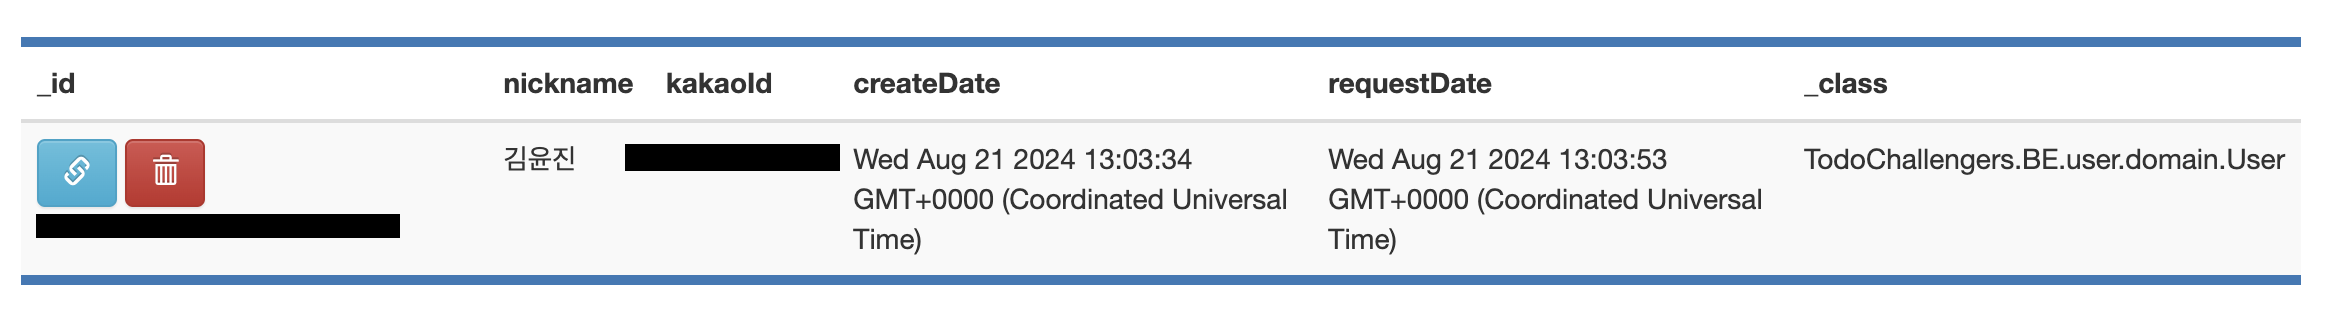 _id nickname kakaoId createDate requestDate _class
김윤진 Wed Aug 21 2024 13:03:34 Wed Aug 21 2024 13:03:53 TodoChallengers.BE.user.domain.User
GMT+0000 (Coordinated Universal GMT+0000 (Coordinated Universal
Time) Time)